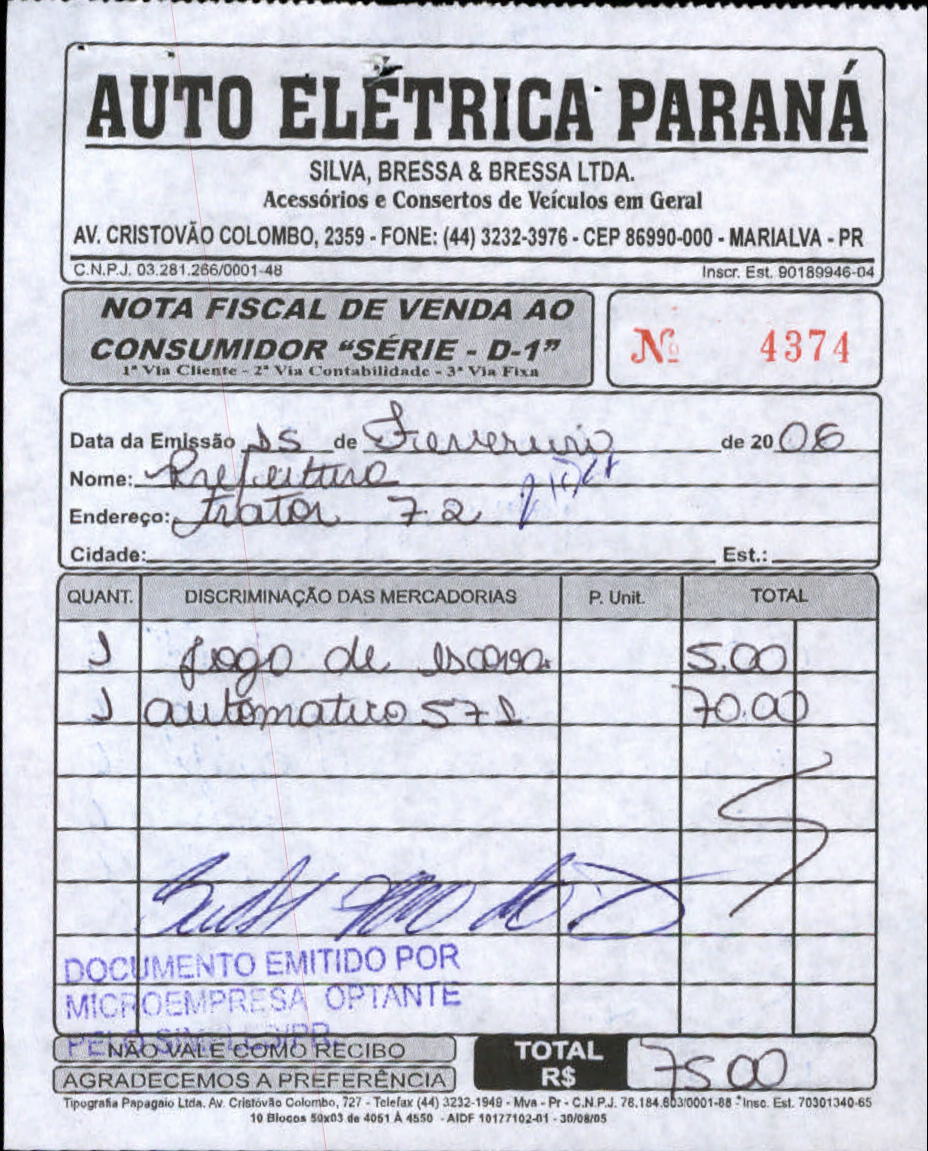 AUTO ELÉTRICA PARANÁ
SILVA, BRESSA & BRESSA LTDA.
Acessórios e Consertos de Veículos em Geral
AV. CRISTOVÃO COLOMBO, 2359 - FONE: (44) 3232-3976 - CEP 86990-000 - MARIALVA - PR
C.N.P.J. 03.281.266/0001-48 Inscr. Est. 90189946-04
NOTA FISCAL DE VENDA AO
CONSUMIDOR “SÉRIE - D-1”
1ª Via Cliente - 2ª Via Contabilidade - 3ª Via Fixa
Nº 4374
Data da Emissão 15 de Fevereiro de 2006
Nome: Prefeitura
Endereço: trator 72
Cidade: Est.:
QUANT. DISCRIMINAÇÃO DAS MERCADORIAS P. Unit. TOTAL
1 jogo de escova 5.00
1 automatico 571 70.00
DOCUMENTO EMITIDO POR
MICROEMPRESA OPTANTE
NÃO VALE COMO RECIBO
AGRADECEMOS A PREFERÊNCIA
TOTAL R$ 75 00
Tipografia Papagaio Ltda. Av. Cristóvão Colombo, 727 - Telefax (44) 3232-1949 - Mva - Pr - C.N.P.J. 76.184.803/0001-88 - Insc. Est. 70301340-65
10 Blocos 50x03 de 4051 À 4550 - AIDF 10177102-01 - 30/08/05